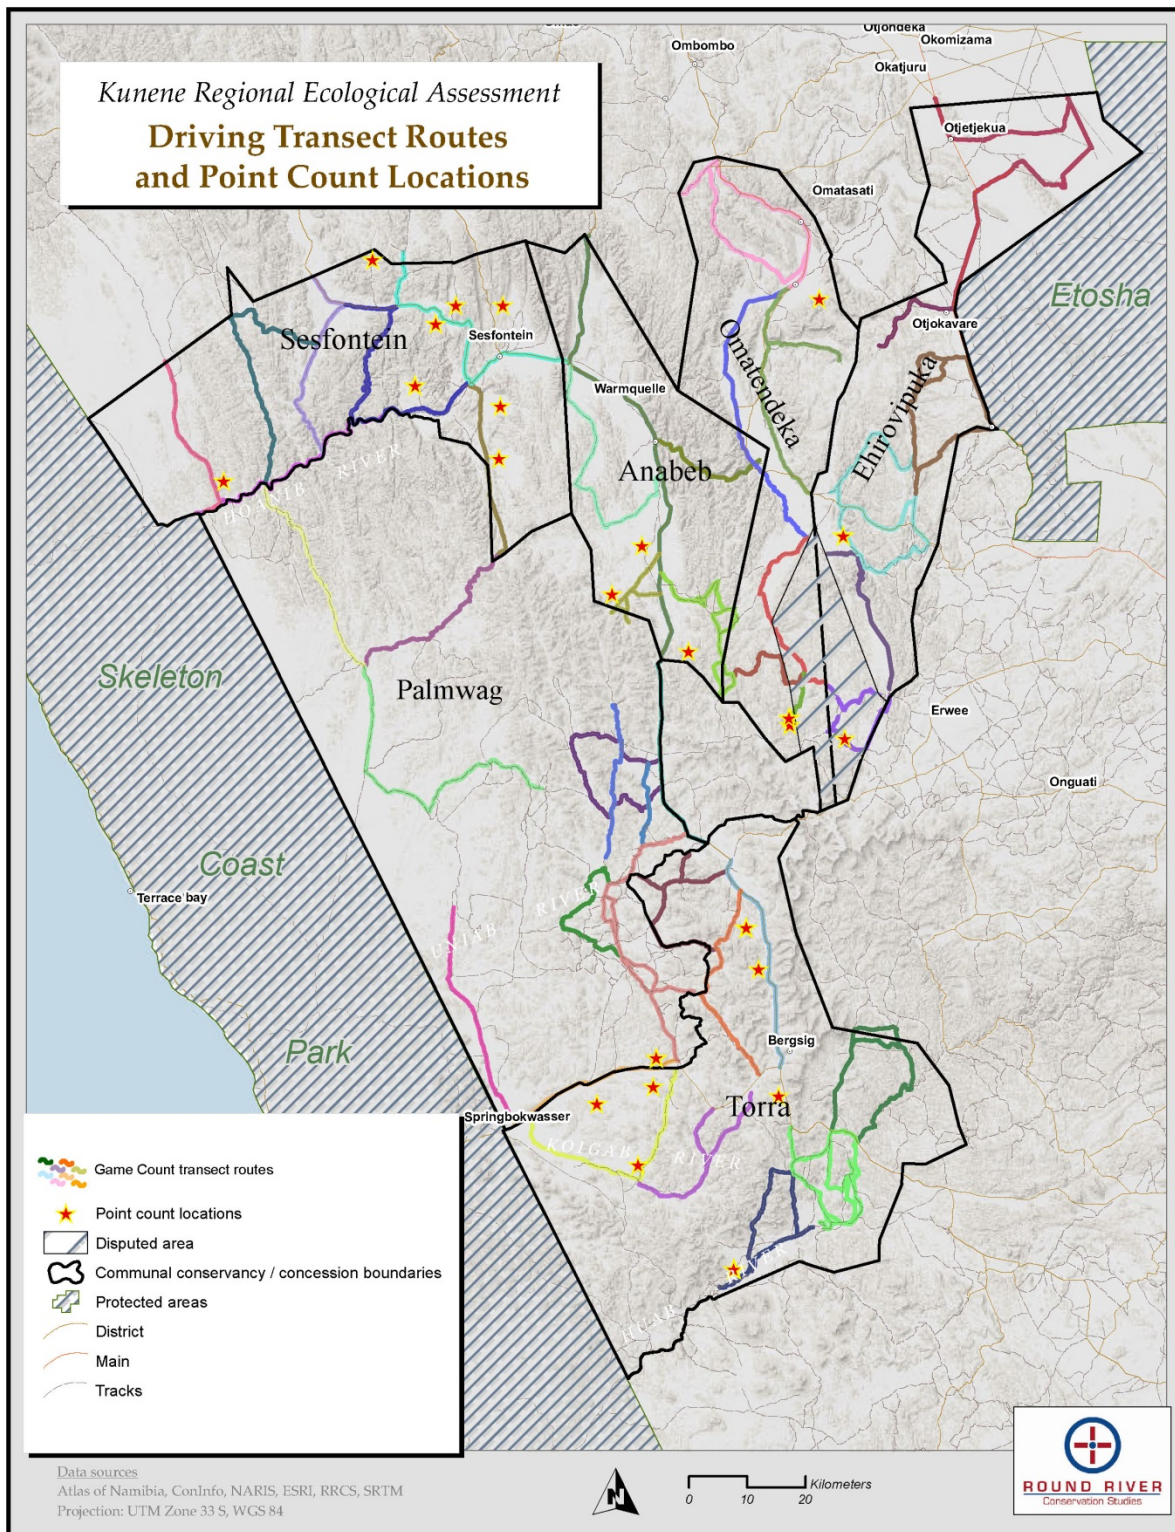 Omuo
Otjondeka
Okomizama
Ombombo
Okatjuru
Kunene Regional Ecological Assessment
Driving Transect Routes
and Point Count Locations
Otjetjekua
Omatasati
Etosha
Otjokavare
Sesfontein
Sesfontein
Omatendeka
Warmquelle
Ehirovipuka
Anabeb
HOANIB RIVER
Skeleton
Palmwag
Erwee
Onguati
Coast
Terrace bay
UNIAB RIVER
Park
Bergsig
Springbokwasser
Torra
KOIGAB RIVER
HUAB RIVER
Game Count transect routes
Point count locations
Disputed area
Communal conservancy / concession boundaries
Protected areas
District
Main
Tracks
Data sources
Atlas of Namibia, ConInfo, NARIS, ESRI, RRCS, SRTM
Projection: UTM Zone 33 S, WGS 84
N
Kilometers
0 10 20
ROUND RIVER
Conservation Studies